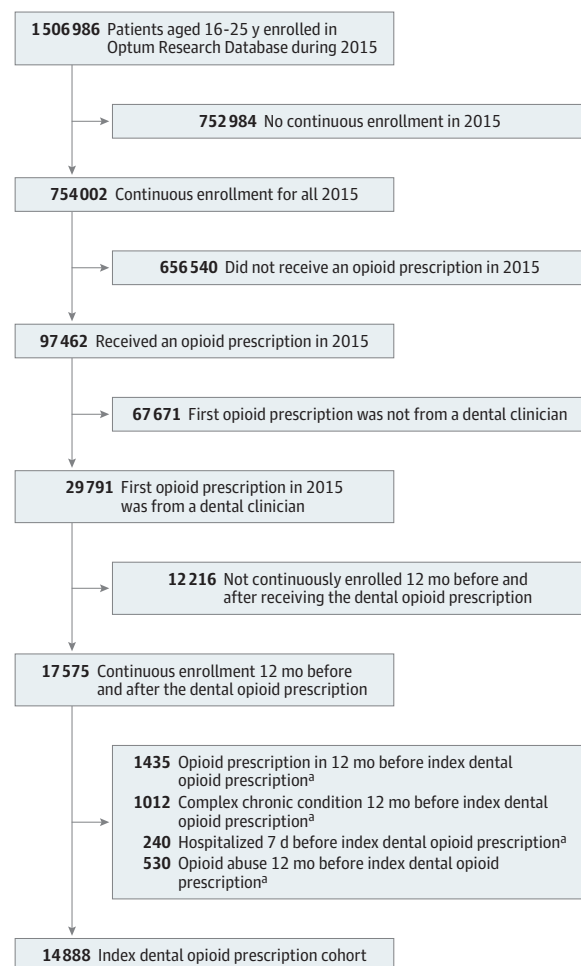 1506986 Patients aged 16-25 y enrolled in
Optum Research Database during 2015
752984 No continuous enrollment in 2015
754002 Continuous enrollment for all 2015
656540 Did not receive an opioid prescription in 2015
97462 Received an opioid prescription in 2015
67671 First opioid prescription was not from a dental clinician
29791 First opioid prescription in 2015
was from a dental clinician
12216 Not continuously enrolled 12 mo before and
after receiving the dental opioid prescription
17575 Continuous enrollment 12 mo before
and after the dental opioid prescription
1435 Opioid prescription in 12 mo before index dental
opioid prescriptionᵃ
1012 Complex chronic condition 12 mo before index dental
opioid prescriptionᵃ
240 Hospitalized 7 d before index dental opioid prescriptionᵃ
530 Opioid abuse 12 mo before index dental opioid
prescriptionᵃ
14888 Index dental opioid prescription cohort